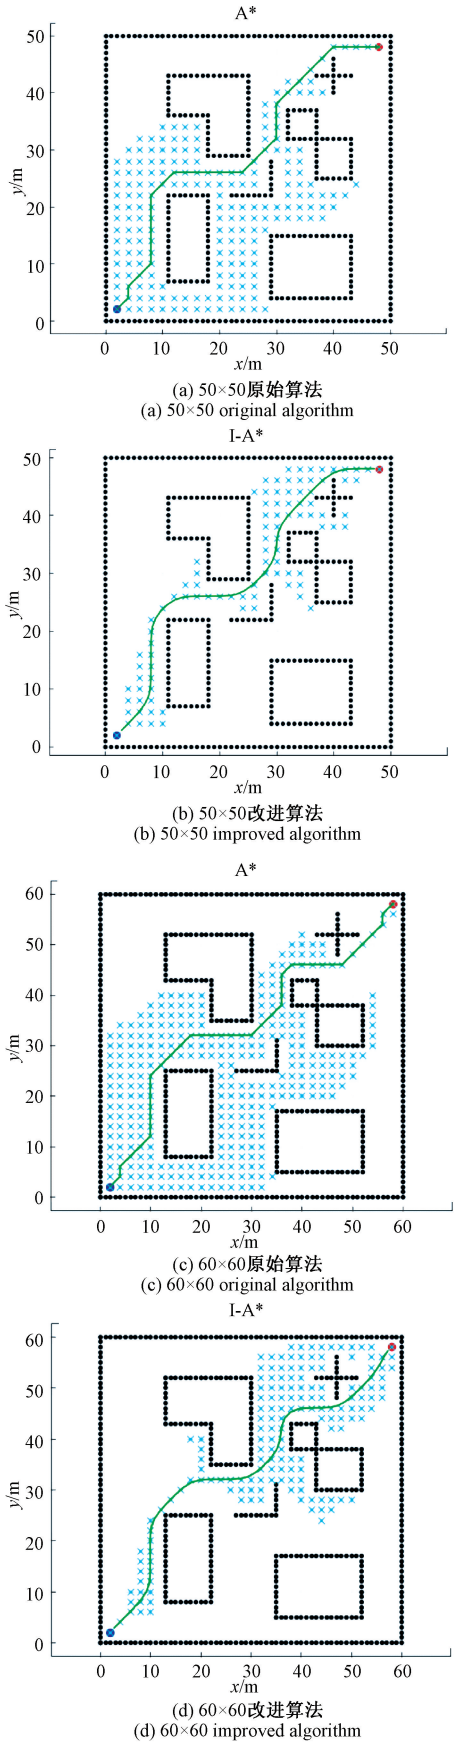 A*
50
40
30
20
10
0
y/m
0 10 20 30 40 50
x/m
(a) 50×50原始算法
(a) 50×50 original algorithm
I-A*
50
40
30
20
10
0
y/m
0 10 20 30 40 50
x/m
(b) 50×50改进算法
(b) 50×50 improved algorithm
A*
60
50
40
30
20
10
0
y/m
0 10 20 30 40 50 60
x/m
(c) 60×60原始算法
(c) 60×60 original algorithm
I-A*
60
50
40
30
20
10
0
y/m
0 10 20 30 40 50 60
x/m
(d) 60×60改进算法
(d) 60×60 improved algorithm